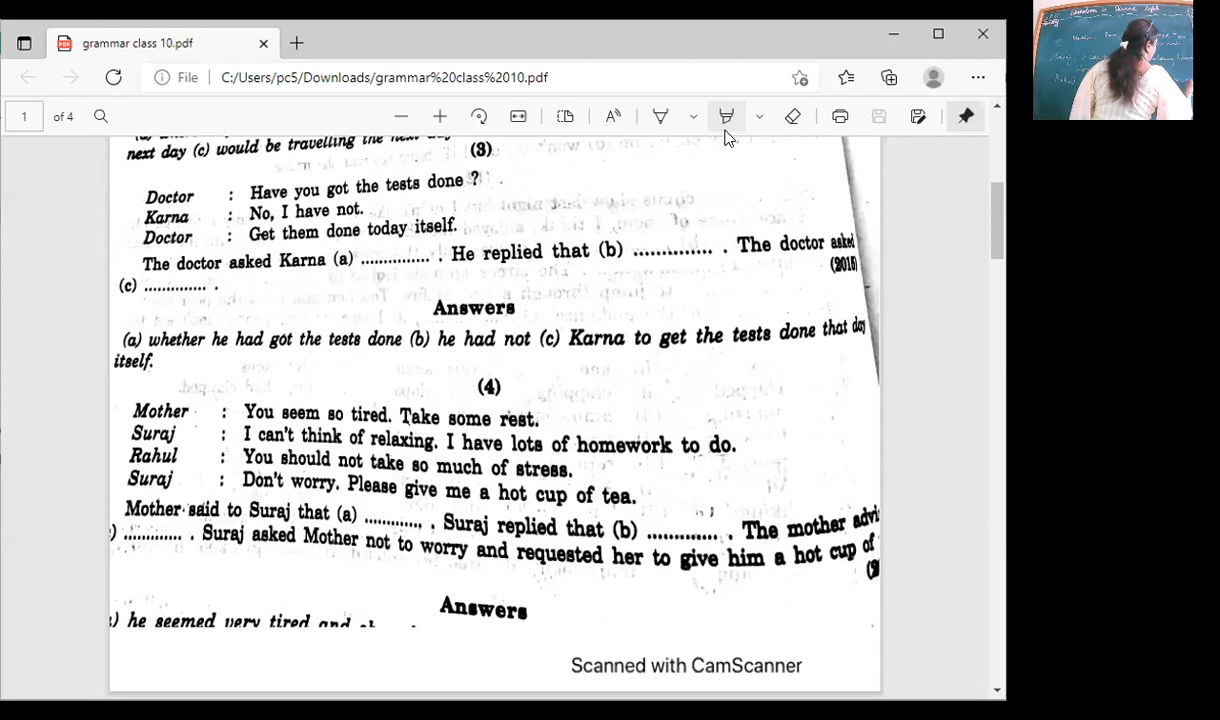 grammar class 10.pdf
File C:/Users/pc5/Downloads/grammar%20class%2010.pdf
1 of 4
next day (c) would be travelling the next day
(3)
Doctor : Have you got the tests done ?
Karna : No, I have not.
Doctor : Get them done today itself.
The doctor asked Karna (a) .............. . He replied that (b) ............... . The doctor asked
(c) ............. . (2015)
Answers
(a) whether he had got the tests done (b) he had not (c) Karna to get the tests done that day
itself.
(4)
Mother : You seem so tired. Take some rest.
Suraj : I can't think of relaxing. I have lots of homework to do.
Rahul : You should not take so much of stress.
Suraj : Don't worry. Please give me a hot cup of tea.
Mother said to Suraj that (a) ............. . Suraj replied that (b) ............... . The mother advi
) ............. . Suraj asked Mother not to worry and requested her to give him a hot cup of
Answers
) he seemed very tired and
Scanned with CamScanner